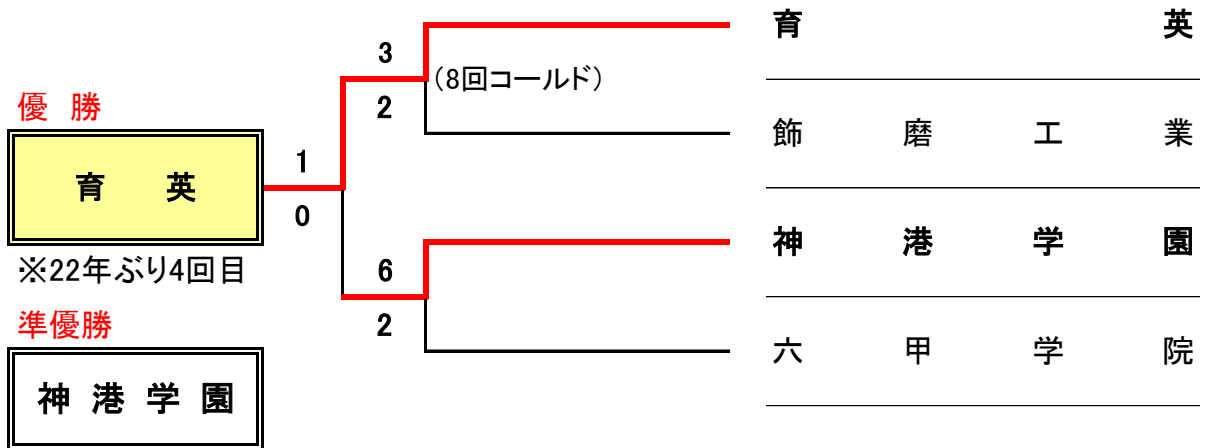 育 英
3
(8回コールド)
2
飾 磨 工 業
優 勝
育 英
1
0
※22年ぶり4回目
神 港 学 園
6
2
準優勝
神 港 学 園
六 甲 学 院